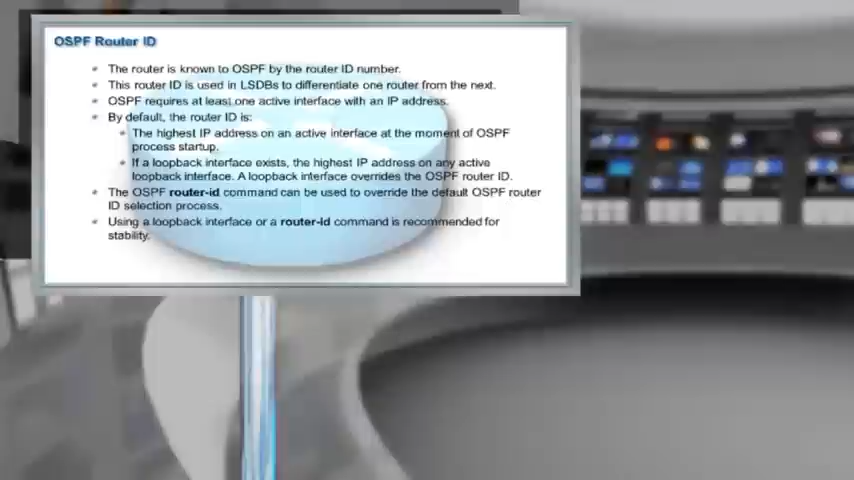 OSPF Router ID
The router is known to OSPF by the router ID number.
This router ID is used in LSDBs to differentiate one router from the next.
OSPF requires at least one active interface with an IP address.
By default, the router ID is:
The highest IP address on an active interface at the moment of OSPF
process startup.
If a loopback interface exists, the highest IP address on any active
loopback interface. A loopback interface overrides the OSPF router ID.
The OSPF router-id command can be used to override the default OSPF router
ID selection process.
Using a loopback interface or a router-id command is recommended for
stability.